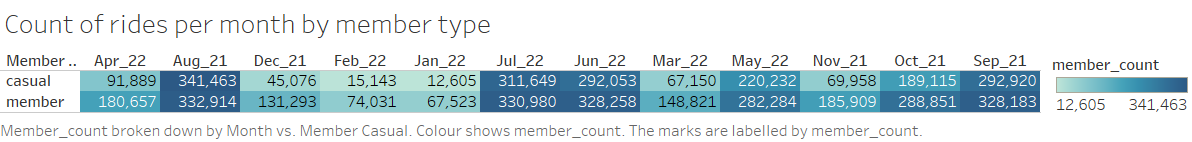 Count of rides per month by member type
Member .. Apr_22 Aug_21 Dec_21 Feb_22 Jan_22 Jul_22 Jun_22 Mar_22 May_22 Nov_21 Oct_21 Sep_21
casual 91,889 341,463 45,076 15,143 12,605 311,649 292,053 67,150 220,232 69,958 189,115 292,920
member 180,657 332,914 131,293 74,031 67,523 330,980 328,258 148,821 282,284 185,909 288,851 328,183
member_count
12,605 341,463
Member_count broken down by Month vs. Member Casual. Colour shows member_count. The marks are labelled by member_count.